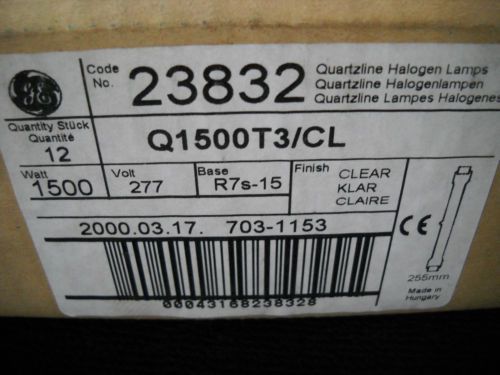 GE
Code No. 23832
Quartzline Halogen Lamps
Quartzline Halogenlampen
Quartzline Lampes Halogenes
Quantity Stück
Quantité
12
Q1500T3/CL
Watt 1500
Volt 277
Base R7s-15
Finish CLEAR
KLAR
CLAIRE
2000.03.17. 703-1153
CE
255mm
00043168238328
Made in
Hungary